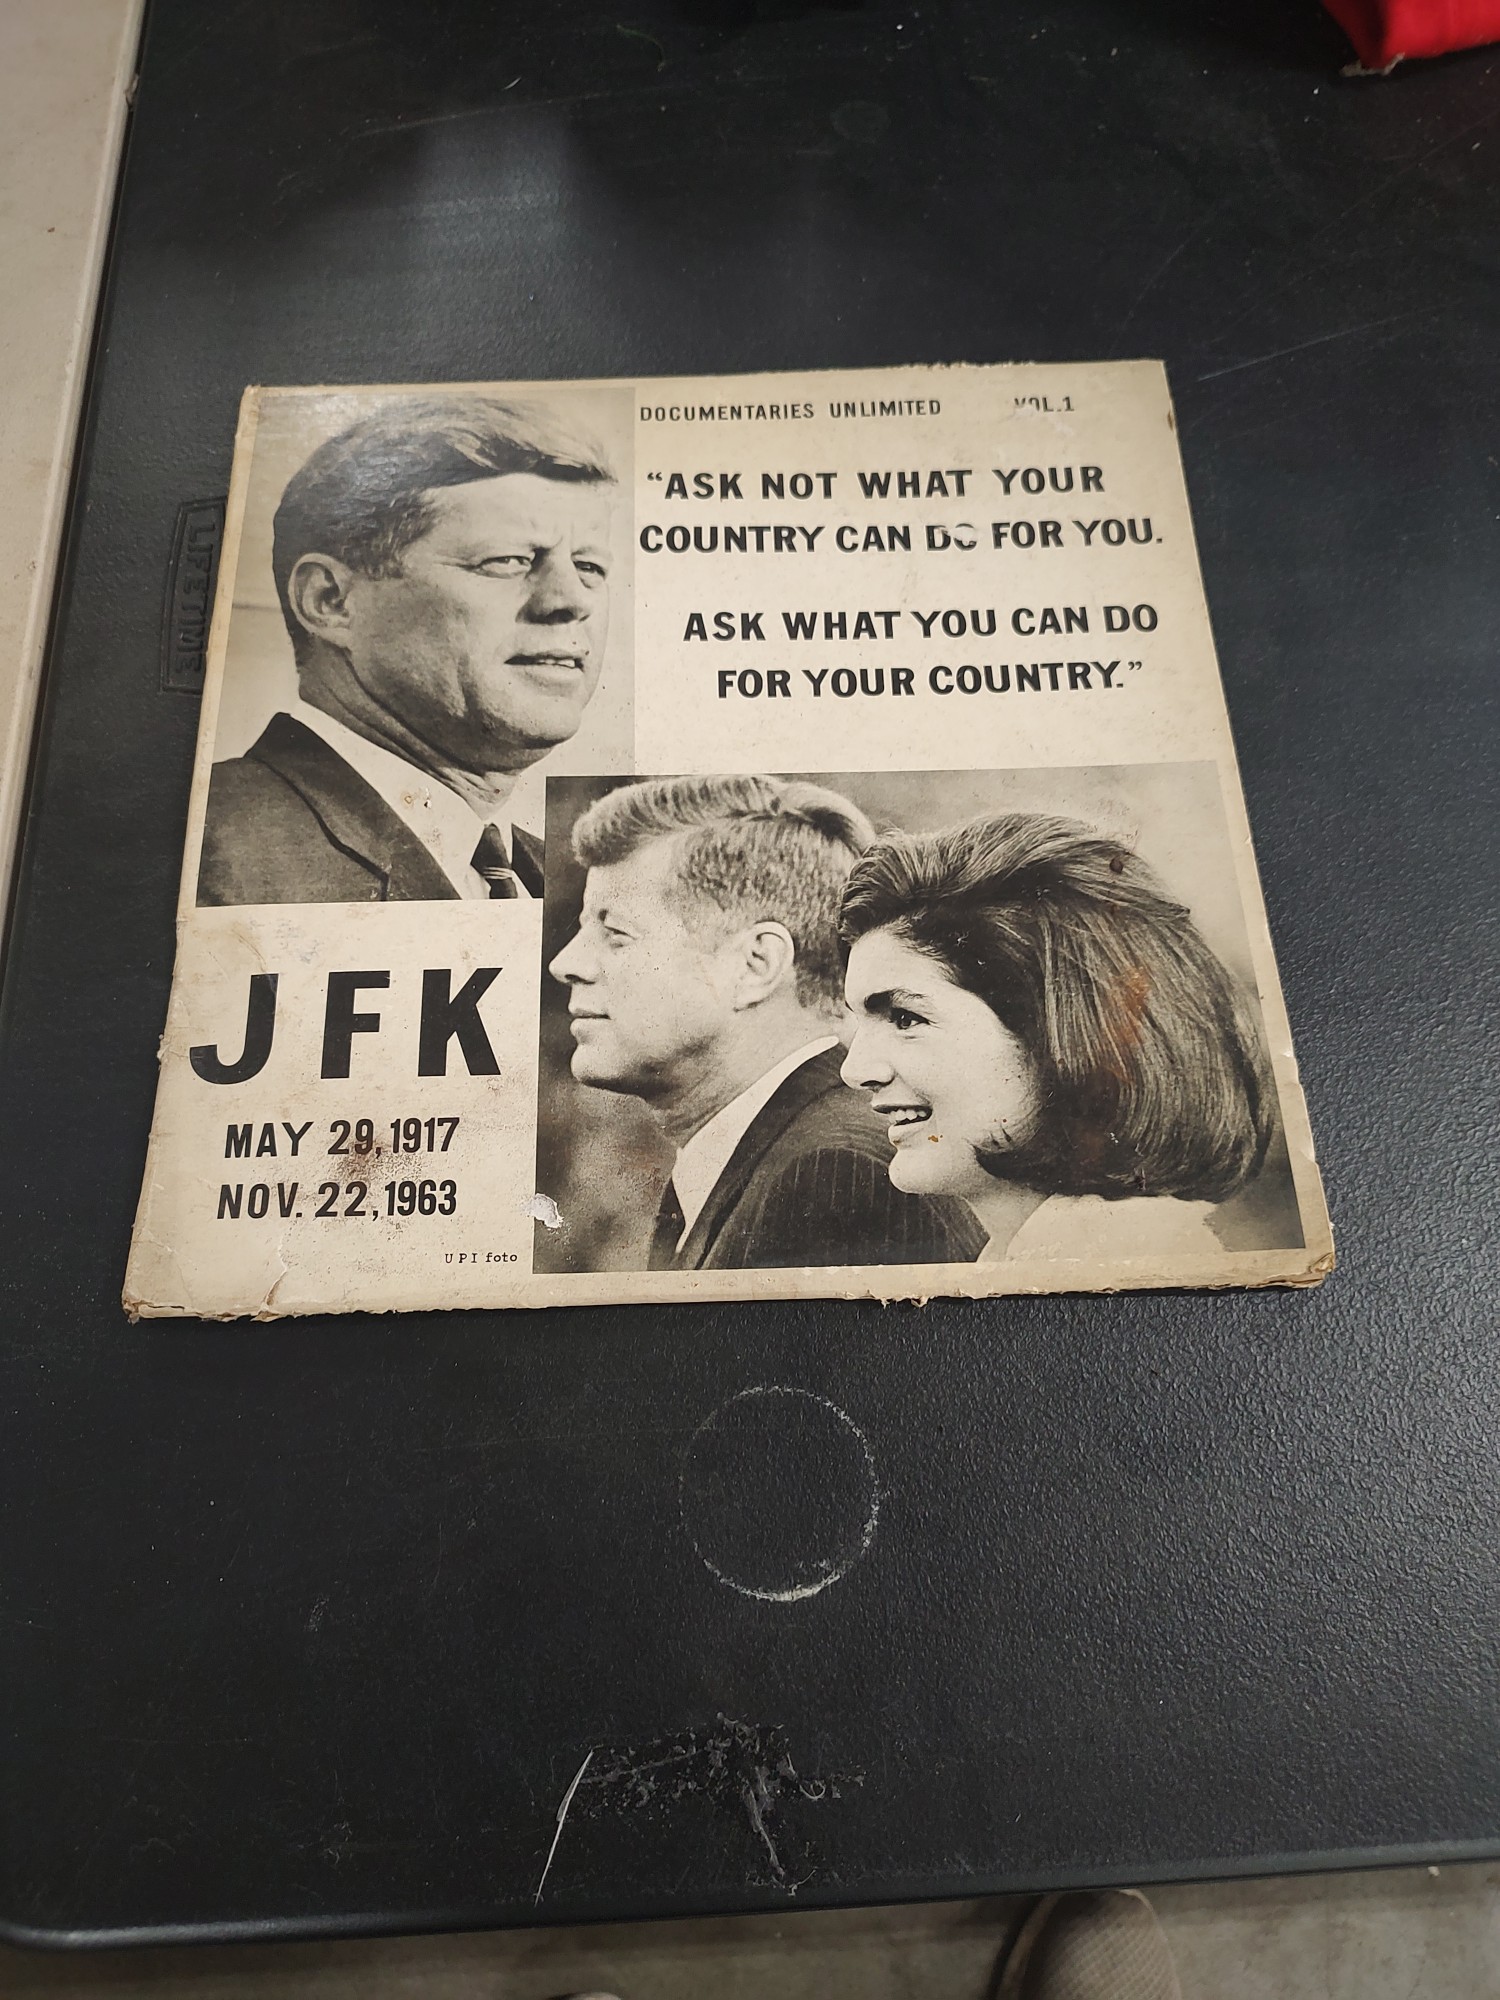 DOCUMENTARIES UNLIMITED VOL.1
“ASK NOT WHAT YOUR
COUNTRY CAN DO FOR YOU.
ASK WHAT YOU CAN DO
FOR YOUR COUNTRY.”
JFK
MAY 29, 1917
NOV. 22, 1963
UPI foto
LIFETIME